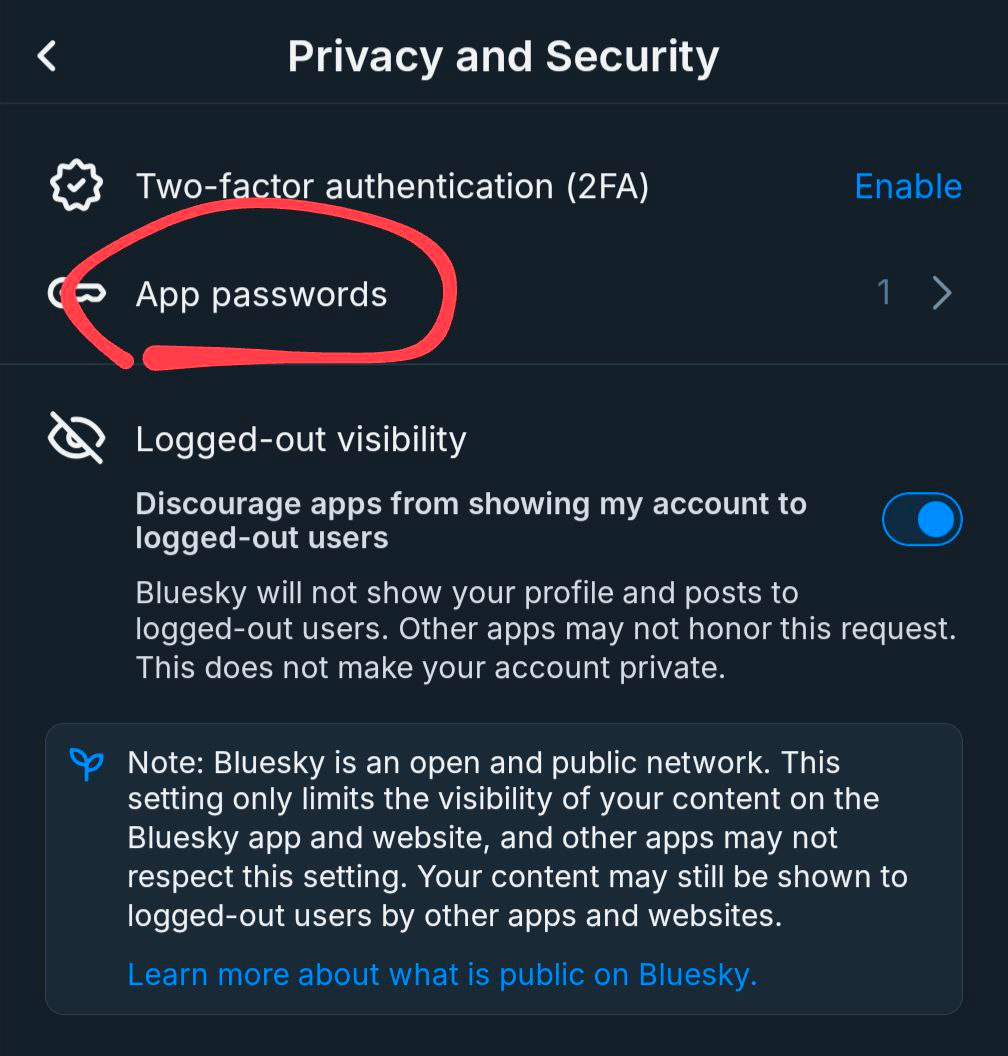 Privacy and Security
Two-factor authentication (2FA) Enable
App passwords 1
Logged-out visibility
Discourage apps from showing my account to
logged-out users
Bluesky will not show your profile and posts to
logged-out users. Other apps may not honor this request.
This does not make your account private.
Note: Bluesky is an open and public network. This
setting only limits the visibility of your content on the
Bluesky app and website, and other apps may not
respect this setting. Your content may still be shown to
logged-out users by other apps and websites.
Learn more about what is public on Bluesky.